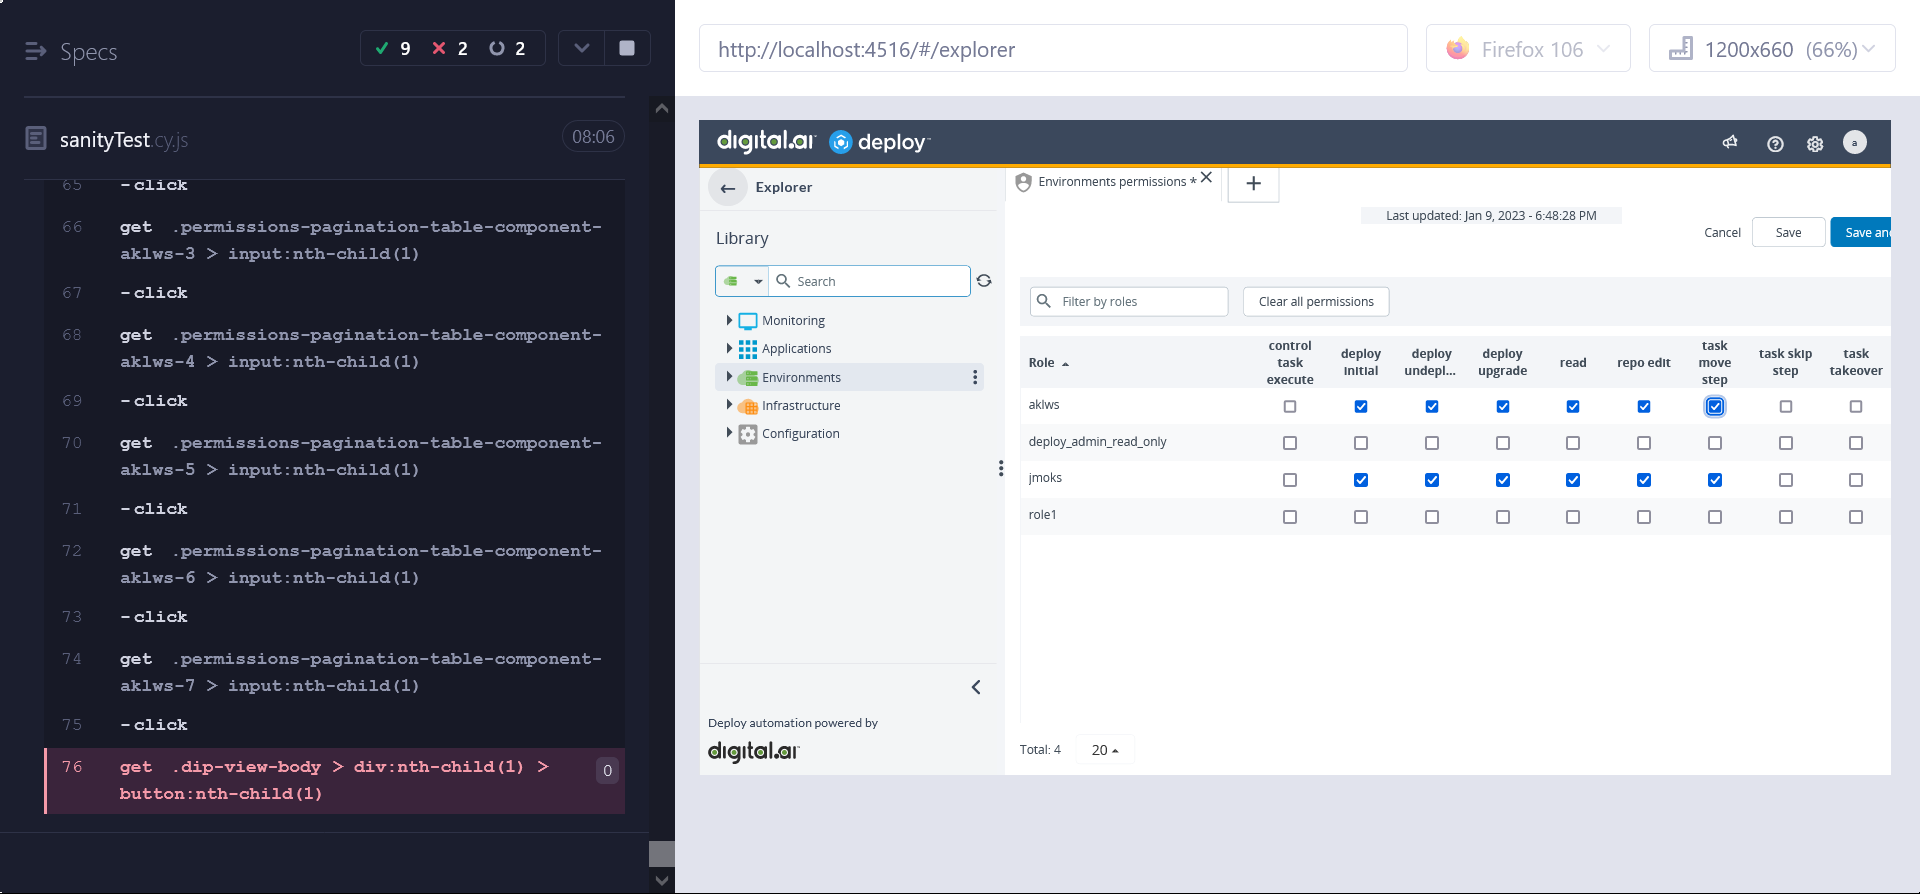 Specs
9 2 2
sanityTest.cy.js
08:06
65 -click
66 get .permissions-pagination-table-component-
aklws-3 > input:nth-child(1)
67 -click
68 get .permissions-pagination-table-component-
aklws-4 > input:nth-child(1)
69 -click
70 get .permissions-pagination-table-component-
aklws-5 > input:nth-child(1)
71 -click
72 get .permissions-pagination-table-component-
aklws-6 > input:nth-child(1)
73 -click
74 get .permissions-pagination-table-component-
aklws-7 > input:nth-child(1)
75 -click
76 get .dip-view-body > div:nth-child(1) >
button:nth-child(1)
0
http://localhost:4516/#/explorer
Firefox 106
1200x660 (66%)
digital.ai deploy™
a
Explorer
Library
Search
Monitoring
Applications
Environments
Infrastructure
Configuration
Deploy automation powered by
digital.ai
Environments permissions *
Last updated: Jan 9, 2023 - 6:48:28 PM
Cancel
Save
Save and
Filter by roles
Clear all permissions
Role
control
task
execute
deploy
initial
deploy
undepl...
deploy
upgrade
read
repo edit
task
move
step
task skip
step
task
takeover
aklws
deploy_admin_read_only
jmoks
role1
Total: 4
20